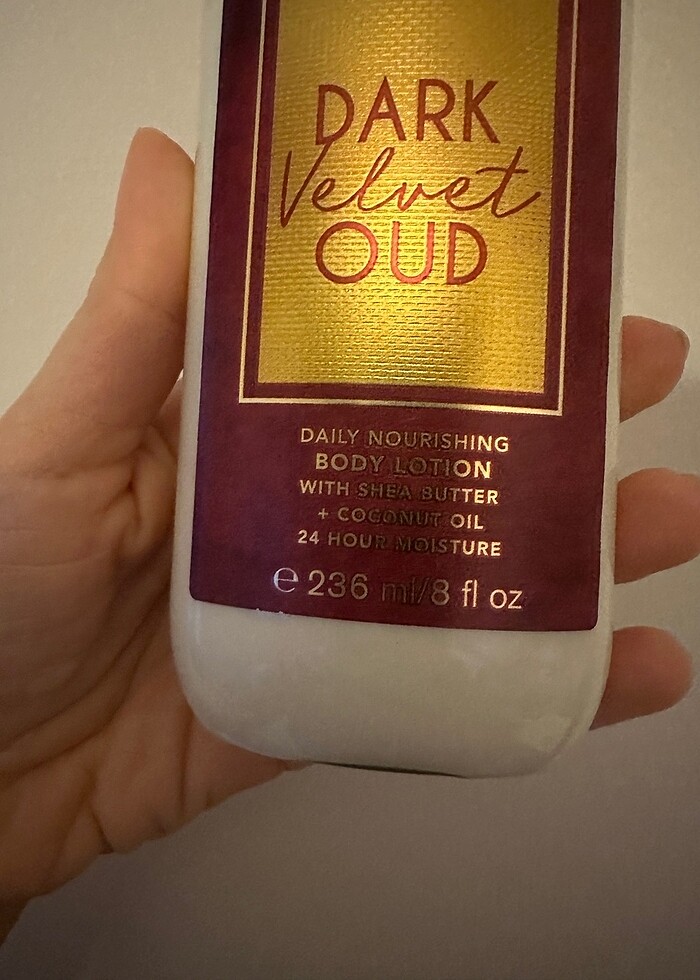 DARK
Velvet
OUD
DAILY NOURISHING
BODY LOTION
WITH SHEA BUTTER
+ COCONUT OIL
24 HOUR MOISTURE
℮ 236 ml/8 fl oz